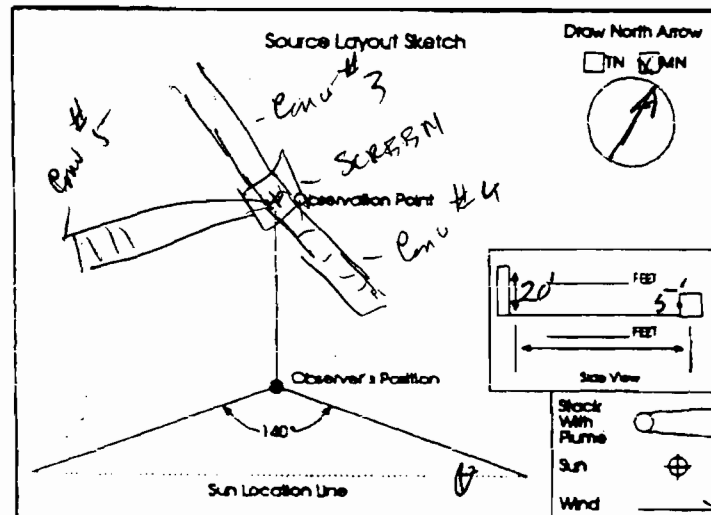 Source Layout Sketch
Draw North Arrow
TN MN
Conv #3
Conv #5
SCREEN
Observation Point
Conv #4
20'
FEET
5'
FEET
Side View
Observer's Position
140°
Sun Location Line
Stack
With
Plume
Sun
Wind